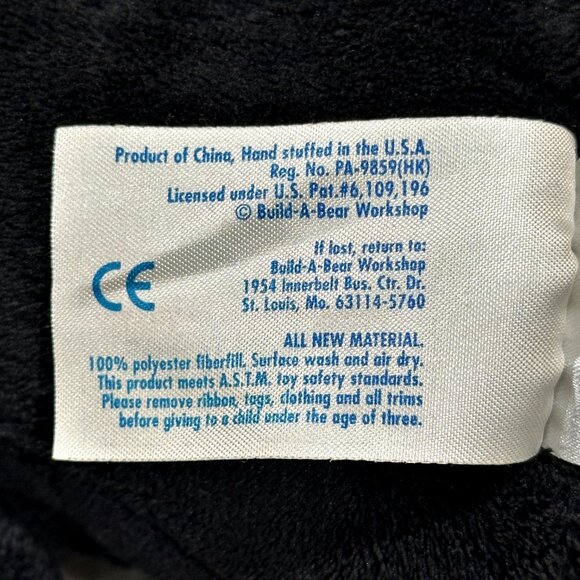 Product of China, Hand stuffed in the U.S.A.
Reg. No. PA-9859(HK)
Licensed under U.S. Pat.#6,109,196
© Build-A-Bear Workshop
If lost, return to:
Build-A-Bear Workshop
1954 Innerbelt Bus. Ctr. Dr.
St. Louis, Mo. 63114-5760
CE
ALL NEW MATERIAL.
100% polyester fiberfill. Surface wash and air dry.
This product meets A.S.T.M. toy safety standards.
Please remove ribbon, tags, clothing and all trims
before giving to a child under the age of three.